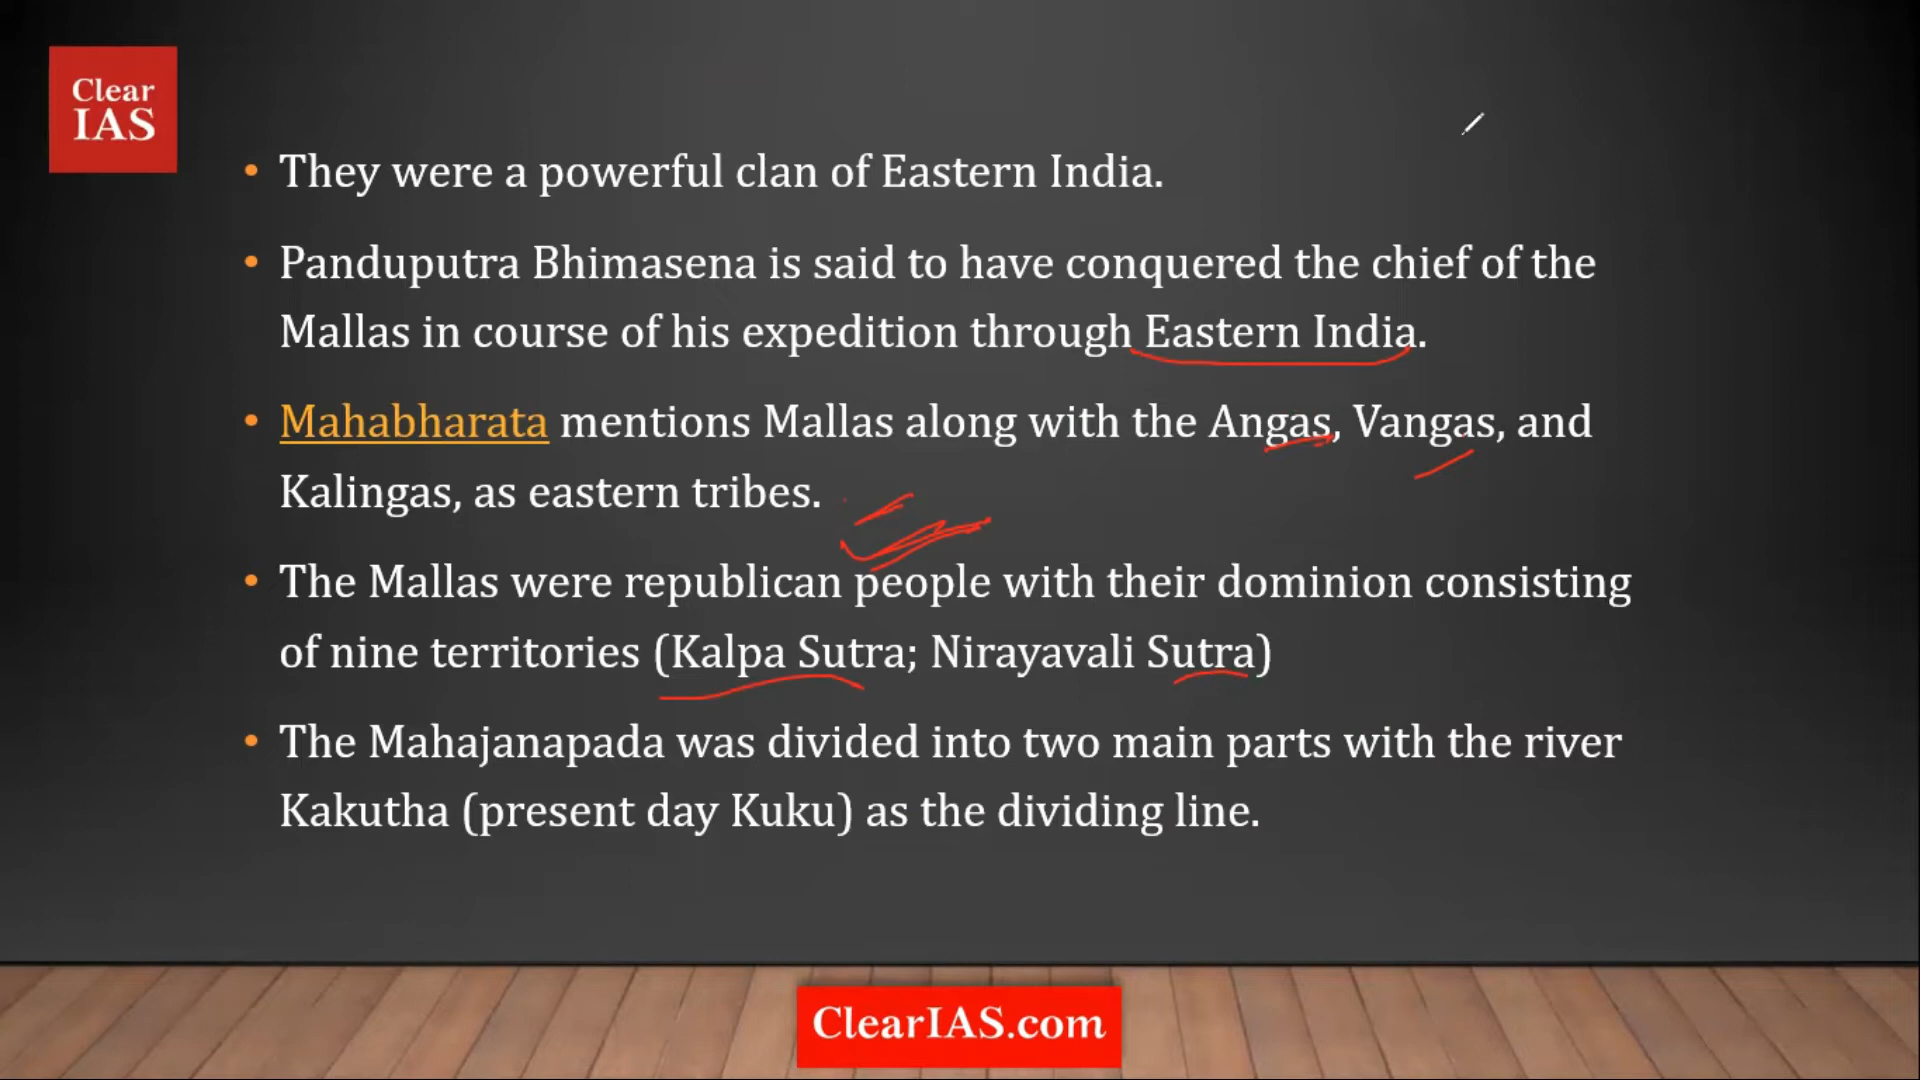 Clear
IAS
• They were a powerful clan of Eastern India.
• Panduputra Bhimasena is said to have conquered the chief of the
Mallas in course of his expedition through Eastern India.
• Mahabharata mentions Mallas along with the Angas, Vangas, and
Kalingas, as eastern tribes.
• The Mallas were republican people with their dominion consisting
of nine territories (Kalpa Sutra; Nirayavali Sutra)
• The Mahajanapada was divided into two main parts with the river
Kakutha (present day Kuku) as the dividing line.
ClearIAS.com